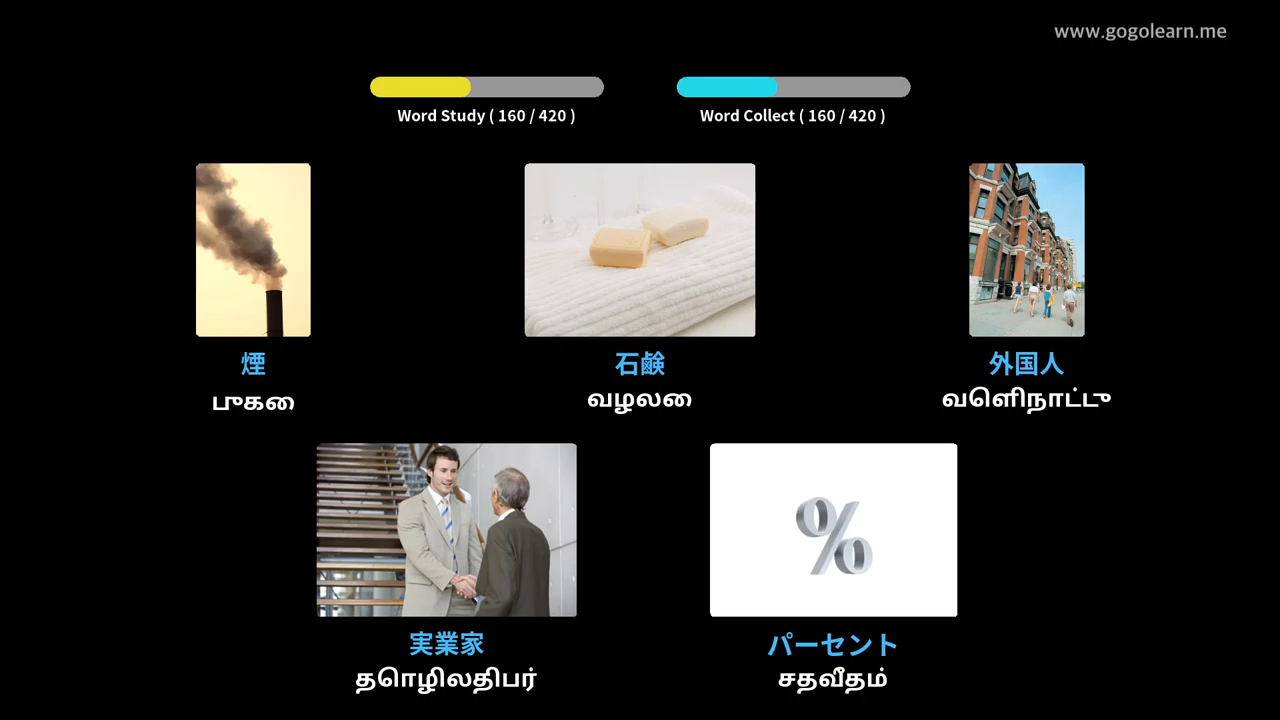 www.gogolearn.me
Word Study ( 160 / 420 )
Word Collect ( 160 / 420 )
煙
புகை
石鹸
வழலை
外国人
வெளிநாட்டு
実業家
தொழிலதிபர்
パーセント
சதவீதம்